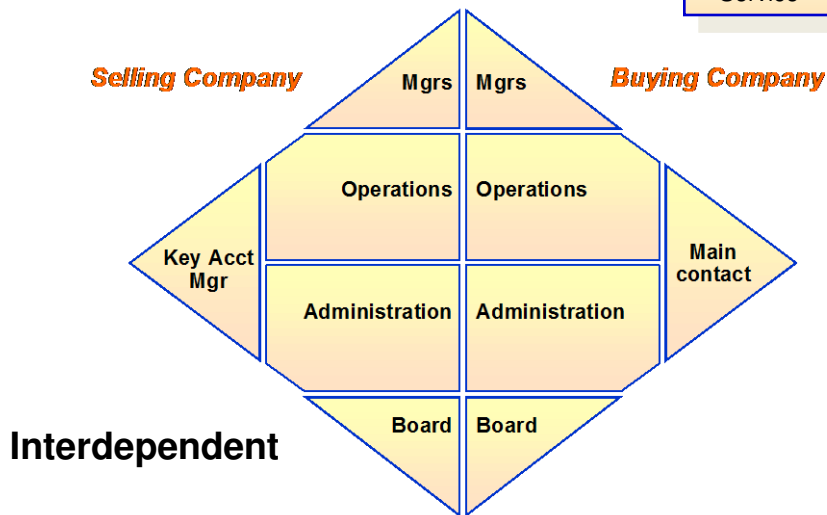 Selling Company
Mgrs
Mgrs
Buying Company
Operations
Operations
Key Acct
Mgr
Main
contact
Administration
Administration
Board
Board
Interdependent